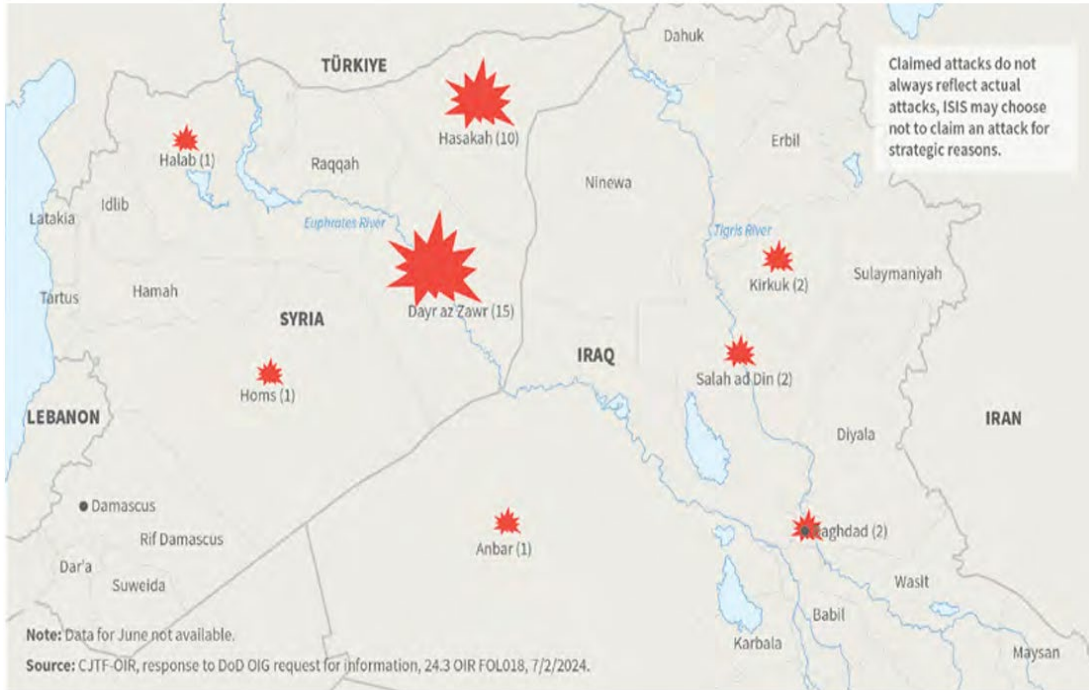 Dahuk
TÜRKİYE
Claimed attacks do not
always reflect actual
attacks, ISIS may choose
not to claim an attack for
strategic reasons.
Hasakah (10)
Erbil
Halab (1)
Raqqah
Ninewa
Idlib
Latakia
Euphrates River
Tigris River
Sulaymaniyah
Kirkuk (2)
Hamah
Tartus
Dayr az Zawr (15)
SYRIA
IRAQ
Salah ad Din (2)
Homs (1)
LEBANON
IRAN
Diyala
Damascus
Baghdad (2)
Rif Damascus
Anbar (1)
Dar'a
Suweida
Wasit
Babil
Note: Data for June not available.
Karbala
Maysan
Source: CJTF-OIR, response to DoD OIG request for information, 24.3 OIR FOL018, 7/2/2024.